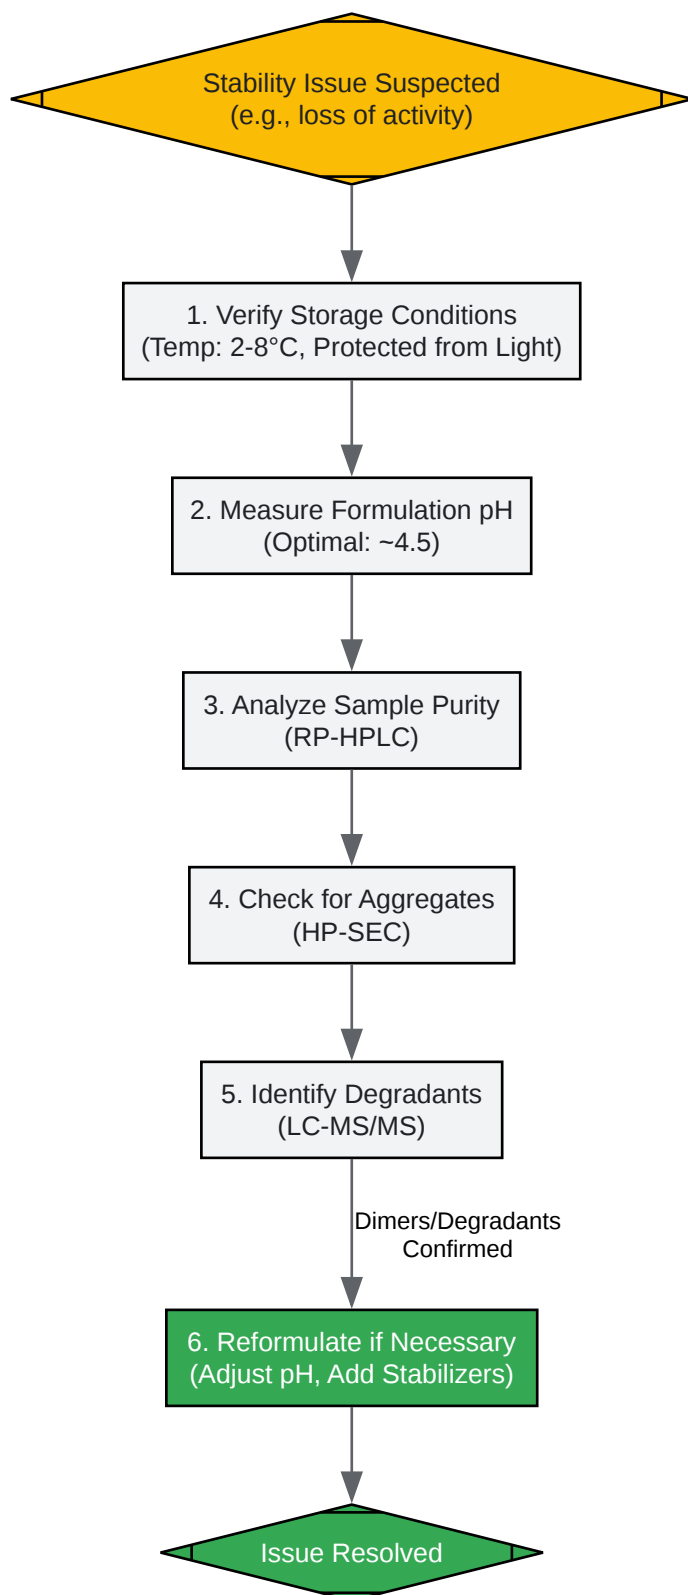 Stability Issue Suspected
(e.g., loss of activity)
1. Verify Storage Conditions
(Temp: 2-8°C, Protected from Light)
2. Measure Formulation pH
(Optimal: ~4.5)
3. Analyze Sample Purity
(RP-HPLC)
4. Check for Aggregates
(HP-SEC)
5. Identify Degradants
(LC-MS/MS)
Dimers/Degradants
Confirmed
6. Reformulate if Necessary
(Adjust pH, Add Stabilizers)
Issue Resolved